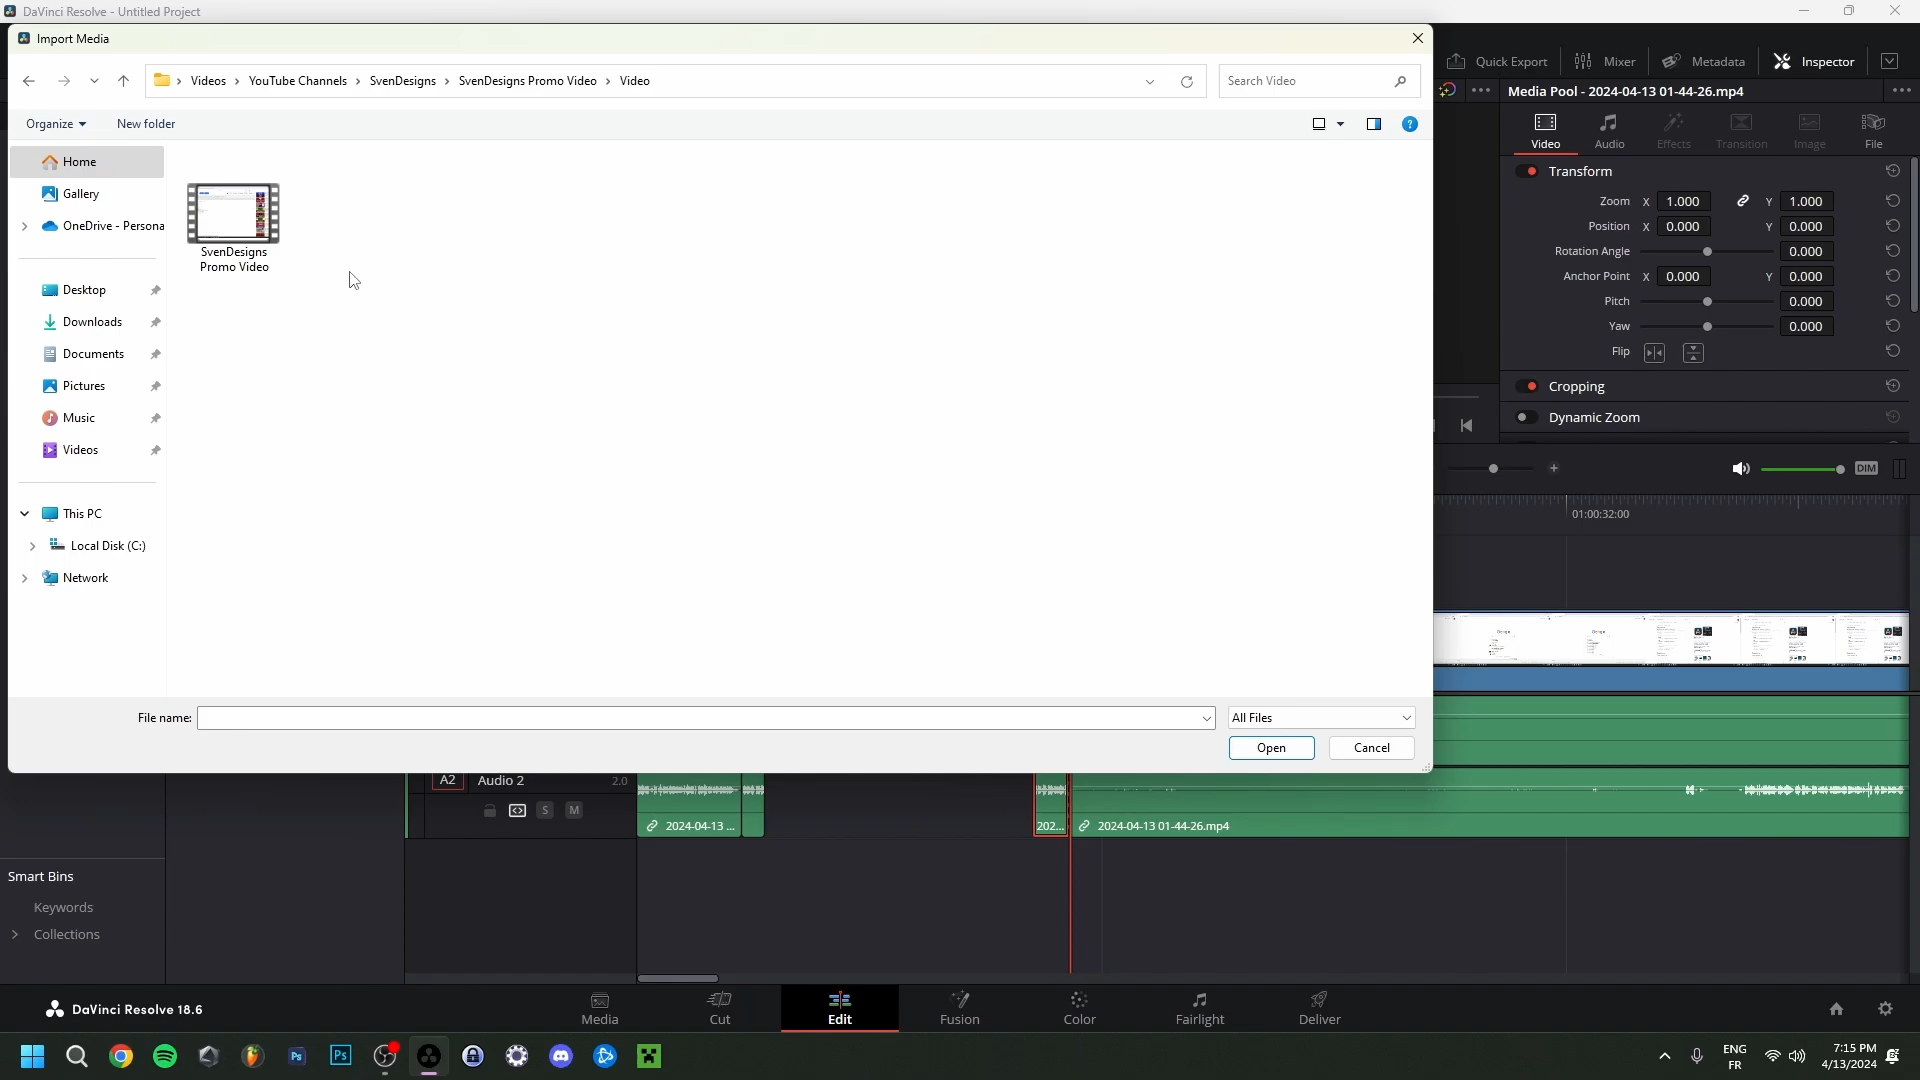 DaVinci Resolve - Untitled Project
Import Media
Videos > YouTube Channels > SvenDesigns > SvenDesigns Promo Video > Video
Search Video
Organize
New folder
Home
Gallery
OneDrive - Persona
Desktop
Downloads
Documents
Pictures
Music
Videos
This PC
Local Disk (C:)
Network
SvenDesigns
Promo Video
File name:
All Files
Open
Cancel
Quick Export
Mixer
Metadata
Inspector
Media Pool - 2024-04-13 01-44-26.mp4
Video
Audio
Effects
Transition
Image
File
Transform
Zoom X 1.000 Y 1.000
Position X 0.000 Y 0.000
Rotation Angle 0.000
Anchor Point X 0.000 Y 0.000
Pitch 0.000
Yaw 0.000
Flip
Cropping
Dynamic Zoom
DIM
01:00:32:00
A2 Audio 2 2.0
S M
2024-04-13 ...
202...
2024-04-13 01-44-26.mp4
Smart Bins
Keywords
Collections
DaVinci Resolve 18.6
Media
Cut
Edit
Fusion
Color
Fairlight
Deliver
Ps
Ps
ENG
FR
7:15 PM
4/13/2024